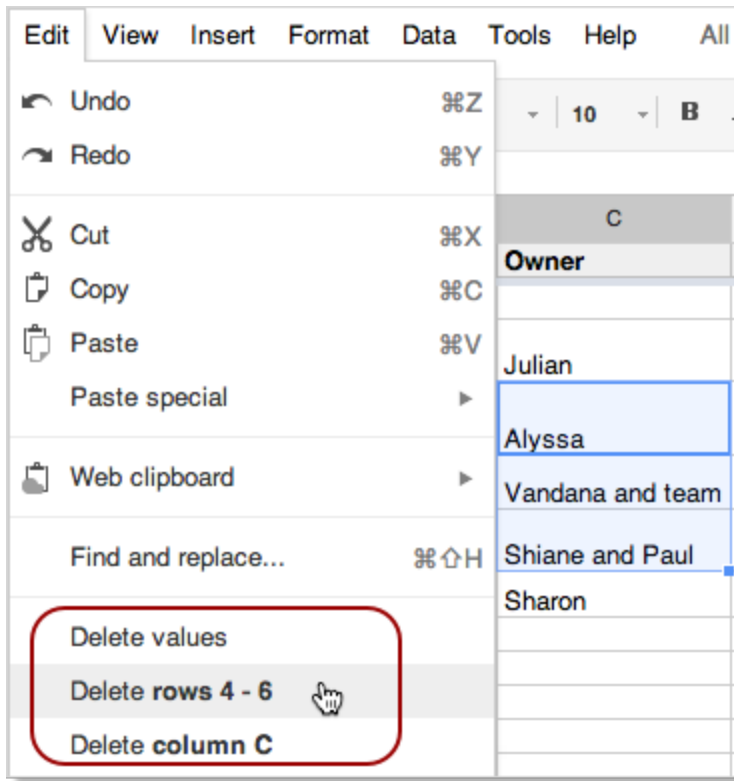 Edit View Insert Format Data Tools Help All
Undo ⌘Z
10 B
Redo ⌘Y
C
Cut ⌘X
Owner
Copy ⌘C
Paste ⌘V
Julian
Paste special
Alyssa
Web clipboard
Vandana and team
Find and replace... ⌘⇧H
Shiane and Paul
Sharon
Delete values
Delete rows 4 - 6
Delete column C